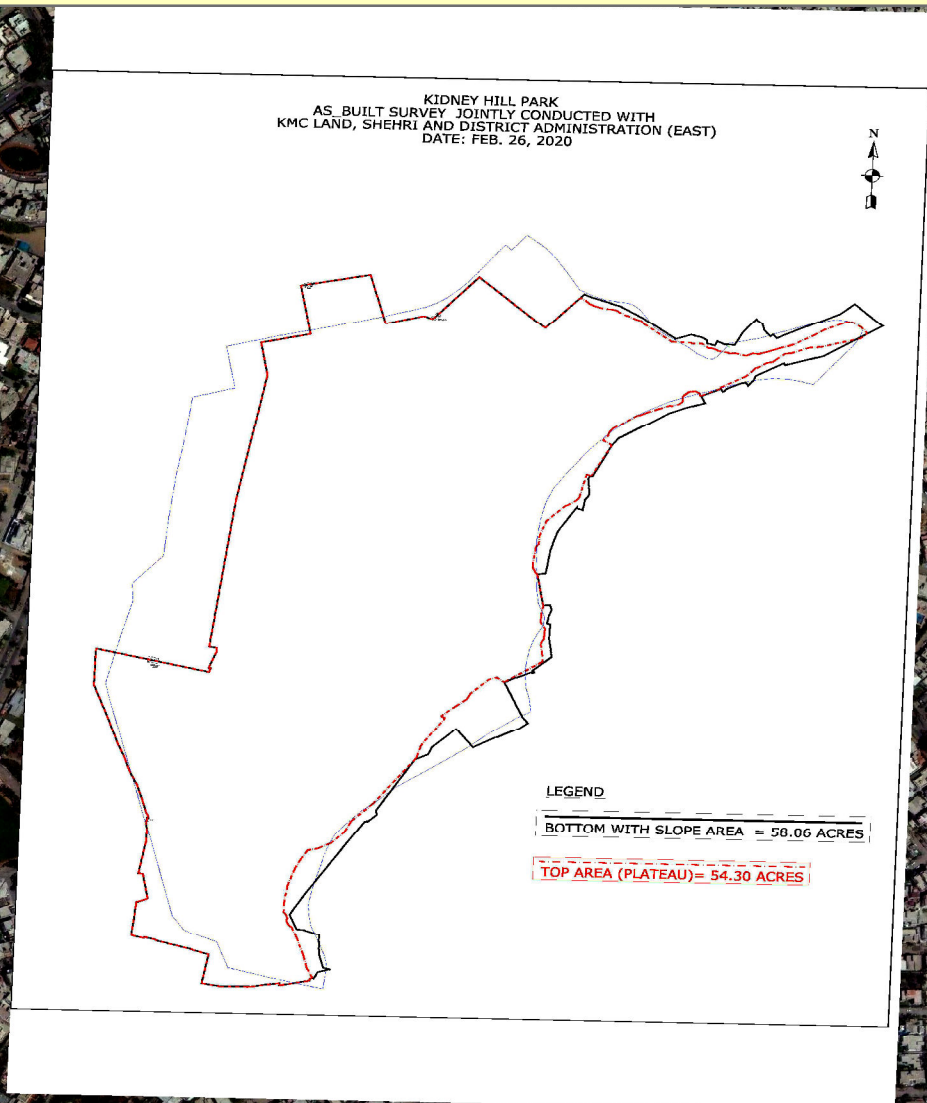 KIDNEY HILL PARK
AS_BUILT SURVEY JOINTLY CONDUCTED WITH
KMC LAND, SHEHRI AND DISTRICT ADMINISTRATION (EAST)
DATE: FEB. 26, 2020
N
LEGEND
BOTTOM WITH SLOPE AREA = 58.06 ACRES
TOP AREA (PLATEAU)= 54.30 ACRES